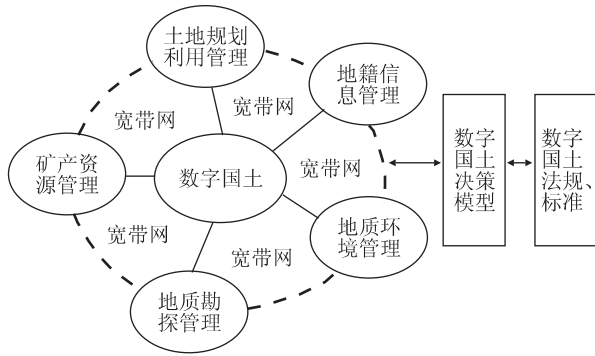 土地规划
利用管理
地籍信
息管理
宽带网
宽带网
矿产资
源管理
数字国土
宽带网
数字
国土
决策
模型
数字
国土
法规、
标准
宽带网
地质环
境管理
宽带网
地质勘
探管理